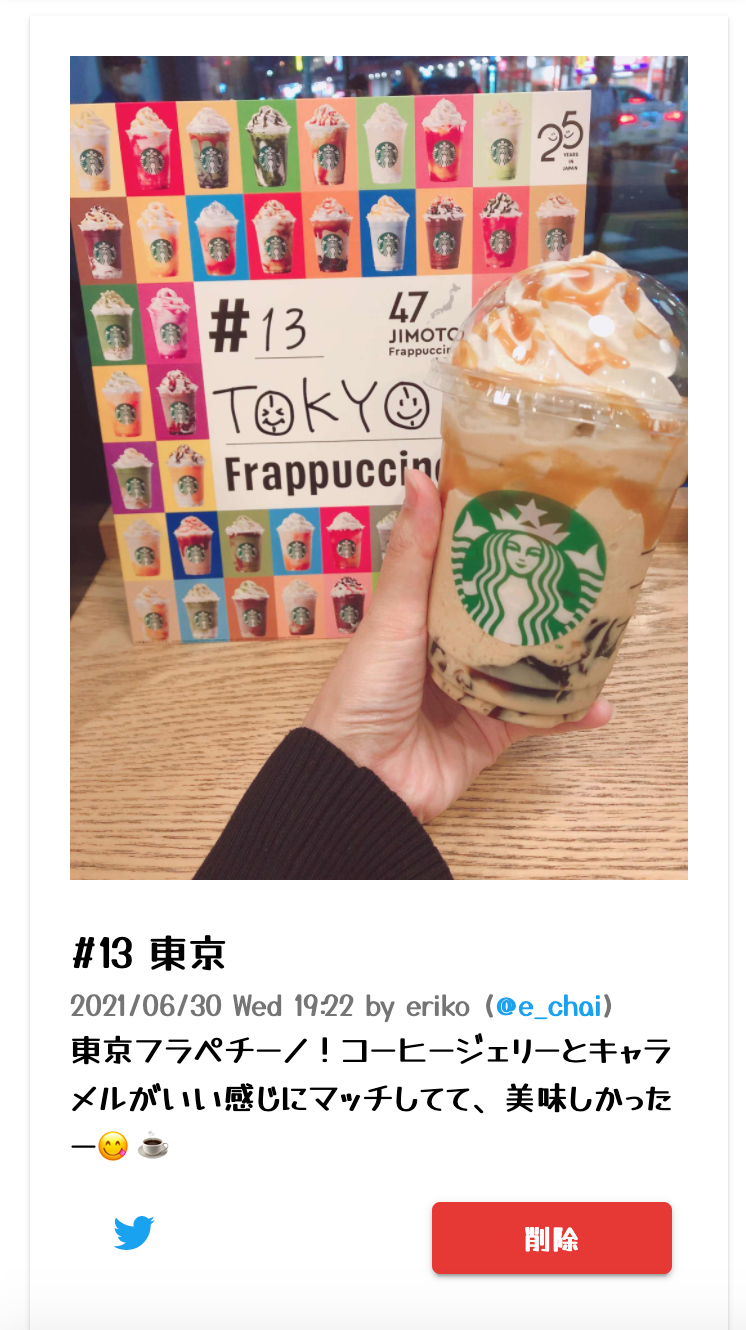 25
YEARS
IN
JAPAN
#13
47
JIMOTO
Frappuccin
TOKYO
Frappuccino
#13 東京
2021/06/30 Wed 19:22 by eriko (@e_chai)
東京フラペチーノ！コーヒージェリーとキャラ
メルがいい感じにマッチしてて、美味しかった
ー😋 ☕
削除